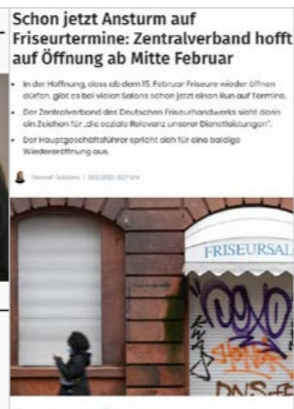 Schon jetzt Ansturm auf
Friseurtermine: Zentralverband hofft
auf Öffnung ab Mitte Februar
In der Hoffnung, dass ab dem 15. Februar Friseure wieder öffnen
dürfen, gibt es bei vielen Salons schon jetzt einen Run auf Termine.
Der Zentralverband des Deutschen Friseurhandwerks sieht darin
ein Zeichen für „die soziale Relevanz unserer Dienstleistungen".
Der Hauptgeschäftsführer spricht sich für eine baldige
Wiedereröffnung aus.
FRISEURSAL